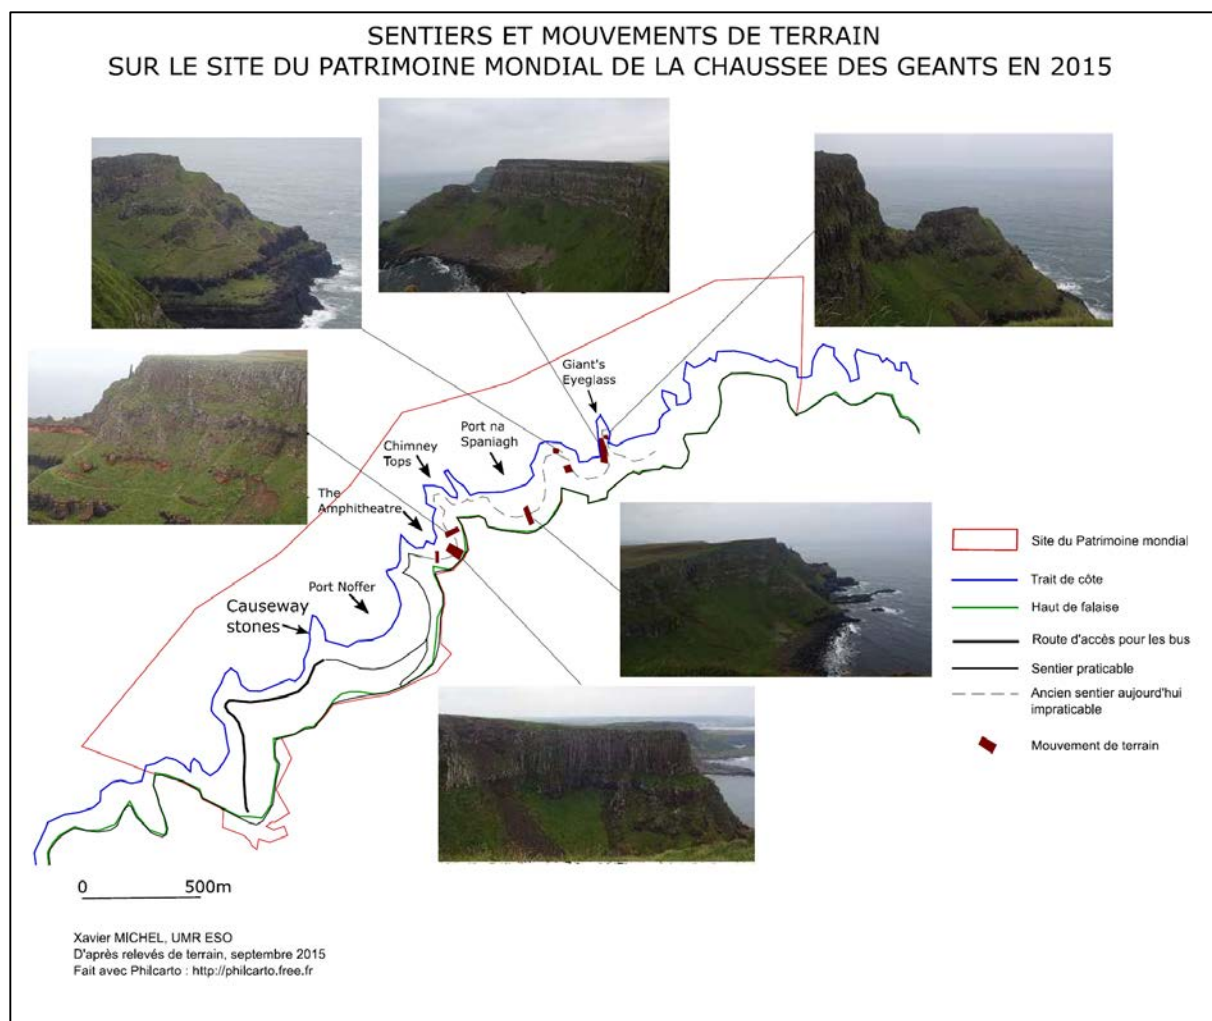 SENTIERS ET MOUVEMENTS DE TERRAIN
SUR LE SITE DU PATRIMOINE MONDIAL DE LA CHAUSSEE DES GEANTS EN 2015
Giant's
Eyeglass
Port na
Spaniagh
Chimney
Tops
The
Amphitheatre
Port Noffer
Causeway
stones
Site du Patrimoine mondial
Trait de côte
Haut de falaise
Route d'accès pour les bus
Sentier praticable
Ancien sentier aujourd'hui
impraticable
Mouvement de terrain
0 500m
Xavier MICHEL, UMR ESO
D'après relevés de terrain, septembre 2015
Fait avec Philcarto : http://philcarto.free.fr